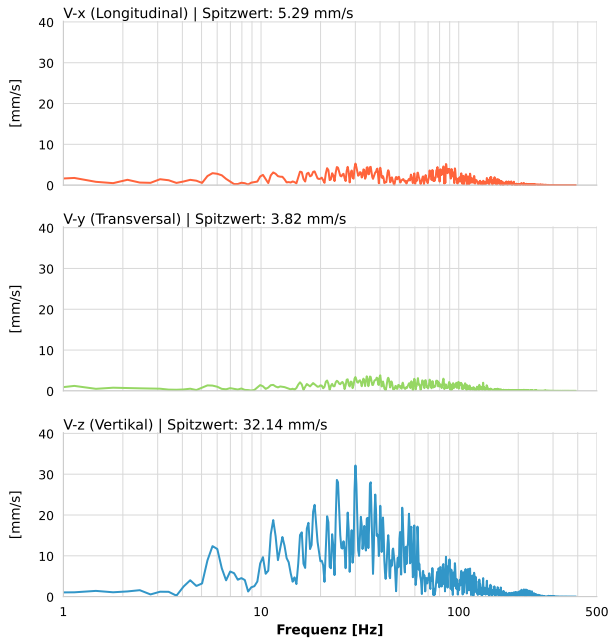 V-x (Longitudinal) | Spitzwert: 5.29 mm/s
40
30
20
10
0
[mm/s]
V-y (Transversal) | Spitzwert: 3.82 mm/s
40
30
20
10
0
[mm/s]
V-z (Vertikal) | Spitzwert: 32.14 mm/s
40
30
20
10
0
[mm/s]
1 10 100 500
Frequenz [Hz]